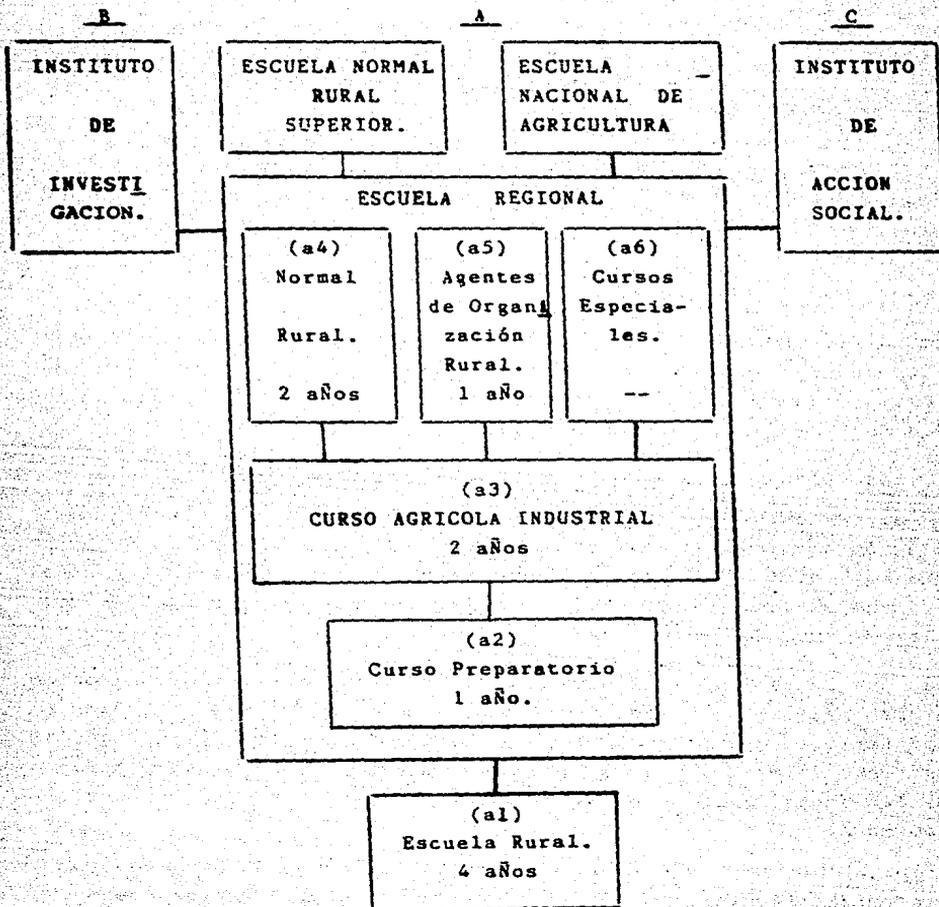 B
A
C
INSTITUTO
DE
INVESTI
GACION.
ESCUELA NORMAL
RURAL
SUPERIOR.
ESCUELA _
NACIONAL DE
AGRICULTURA
INSTITUTO
DE
ACCION
SOCIAL.
ESCUELA REGIONAL
(a4)
Normal
Rural.
2 aÑos
(a5)
Agentes
de Organi
zación
Rural.
1 aÑo
(a6)
Cursos
Especia-
les.
--
(a3)
CURSO AGRICOLA INDUSTRIAL
2 aÑos
(a2)
Curso Preparatorio
1 aÑo.
(a1)
Escuela Rural.
4 aÑos